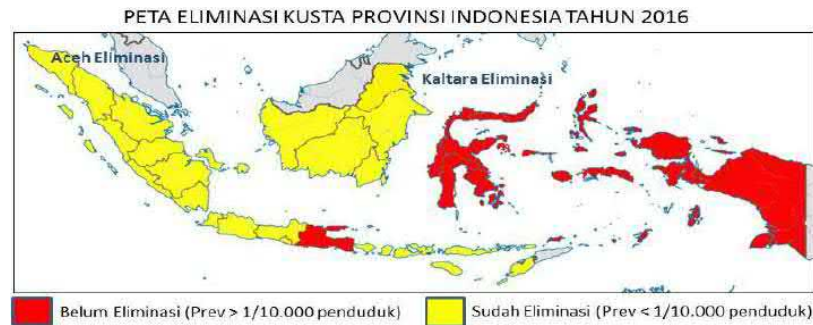 PETA ELIMINASI KUSTA PROVINSI INDONESIA TAHUN 2016
Aceh Eliminasi
Kaltara Eliminasi
Belum Eliminasi (Prev > 1/10.000 penduduk)
Sudah Eliminasi (Prev < 1/10.000 penduduk)